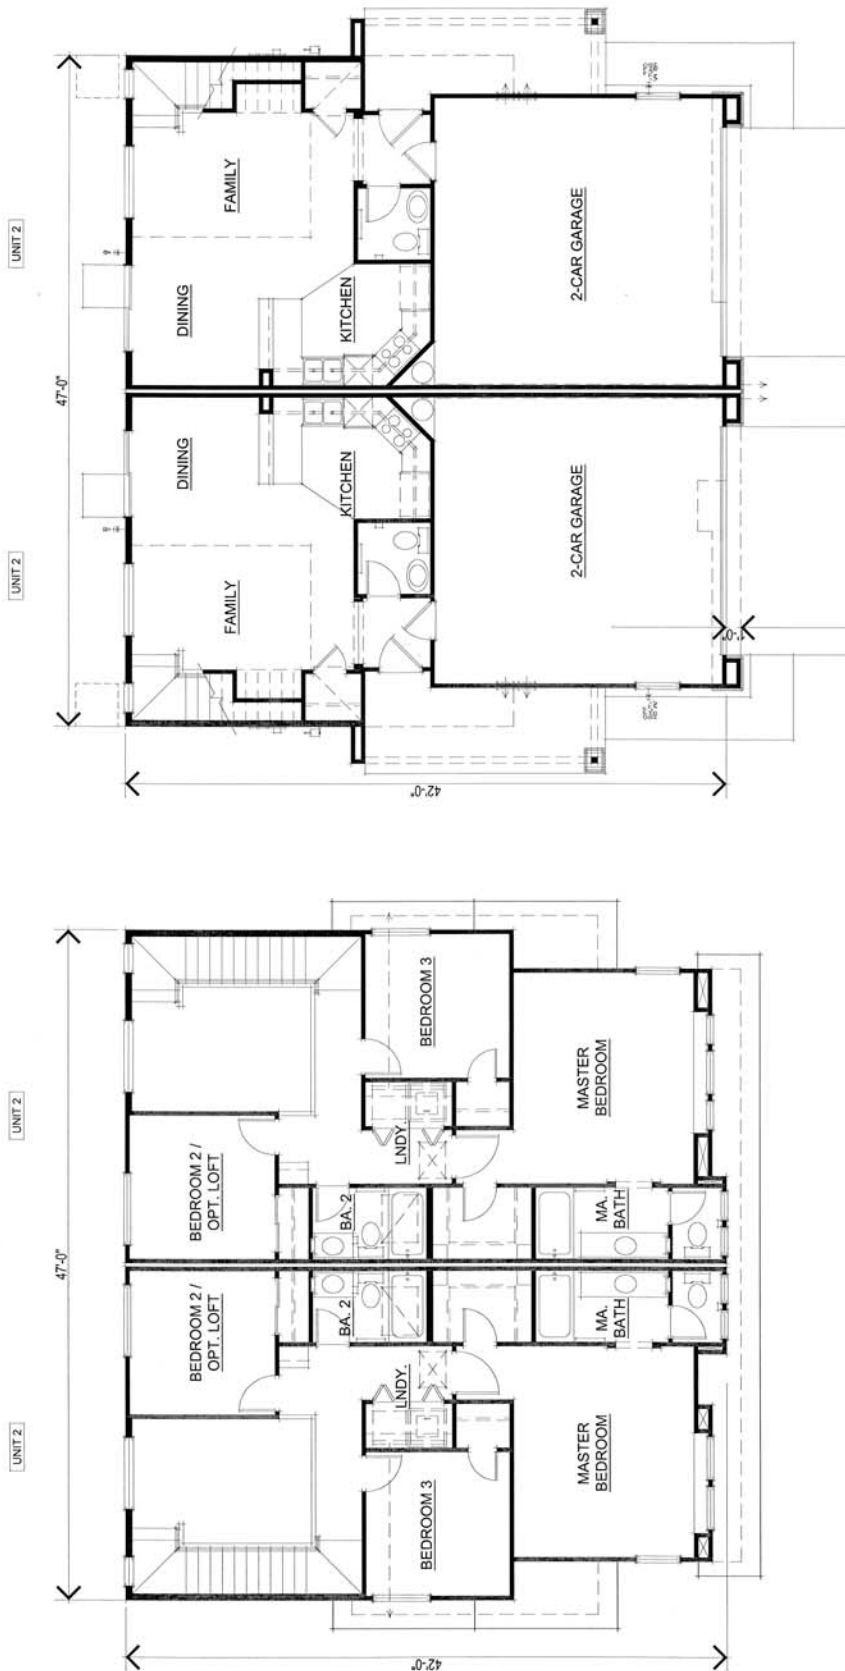 UNIT 2
UNIT 2
47'-0"
BEDROOM 2 /
OPT. LOFT
BEDROOM 2 /
OPT. LOFT
BA. 2
BA. 2
LNDY.
LNDY.
BEDROOM 3
BEDROOM 3
MASTER
BEDROOM
MA.
BATH
MA.
BATH
MASTER
BEDROOM
42'-0"
UNIT 2
UNIT 2
47'-0"
DINING
DINING
FAMILY
FAMILY
KITCHEN
KITCHEN
2-CAR GARAGE
2-CAR GARAGE
42'-0"
1'-0"